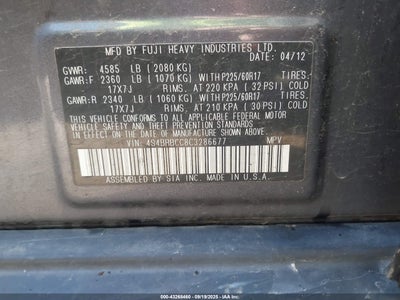 MFD BY FUJI HEAVY INDUSTRIES LTD.
DATE 04/12
GVWR: 4585 LB (2080 KG)
GAWR:F 2360 LB (1070 KG) WITH P225/60R17 TIRES.
17X7J RIMS, AT 220 KPA ( 32 PSI) COLD
GAWR:R 2340 LB (1060 KG) WITH P225/60R17 TIRES.
17X7J RIMS, AT 210 KPA ( 30 PSI) COLD
THIS VEHICLE CONFORMS TO ALL APPLICABLE FEDERAL MOTOR
VEHICLE SAFETY AND THEFT PREVENTION STANDARDS IN EFFECT
ON THE DATE OF MANUFACTURE SHOWN ABOVE.
VIN: 4S4BRBCC8C3286677 MPV
ASSEMBLED BY SIA INC. MADE IN U.S.A.
000-43268460 - 09/19/2025 - IAAI.COM